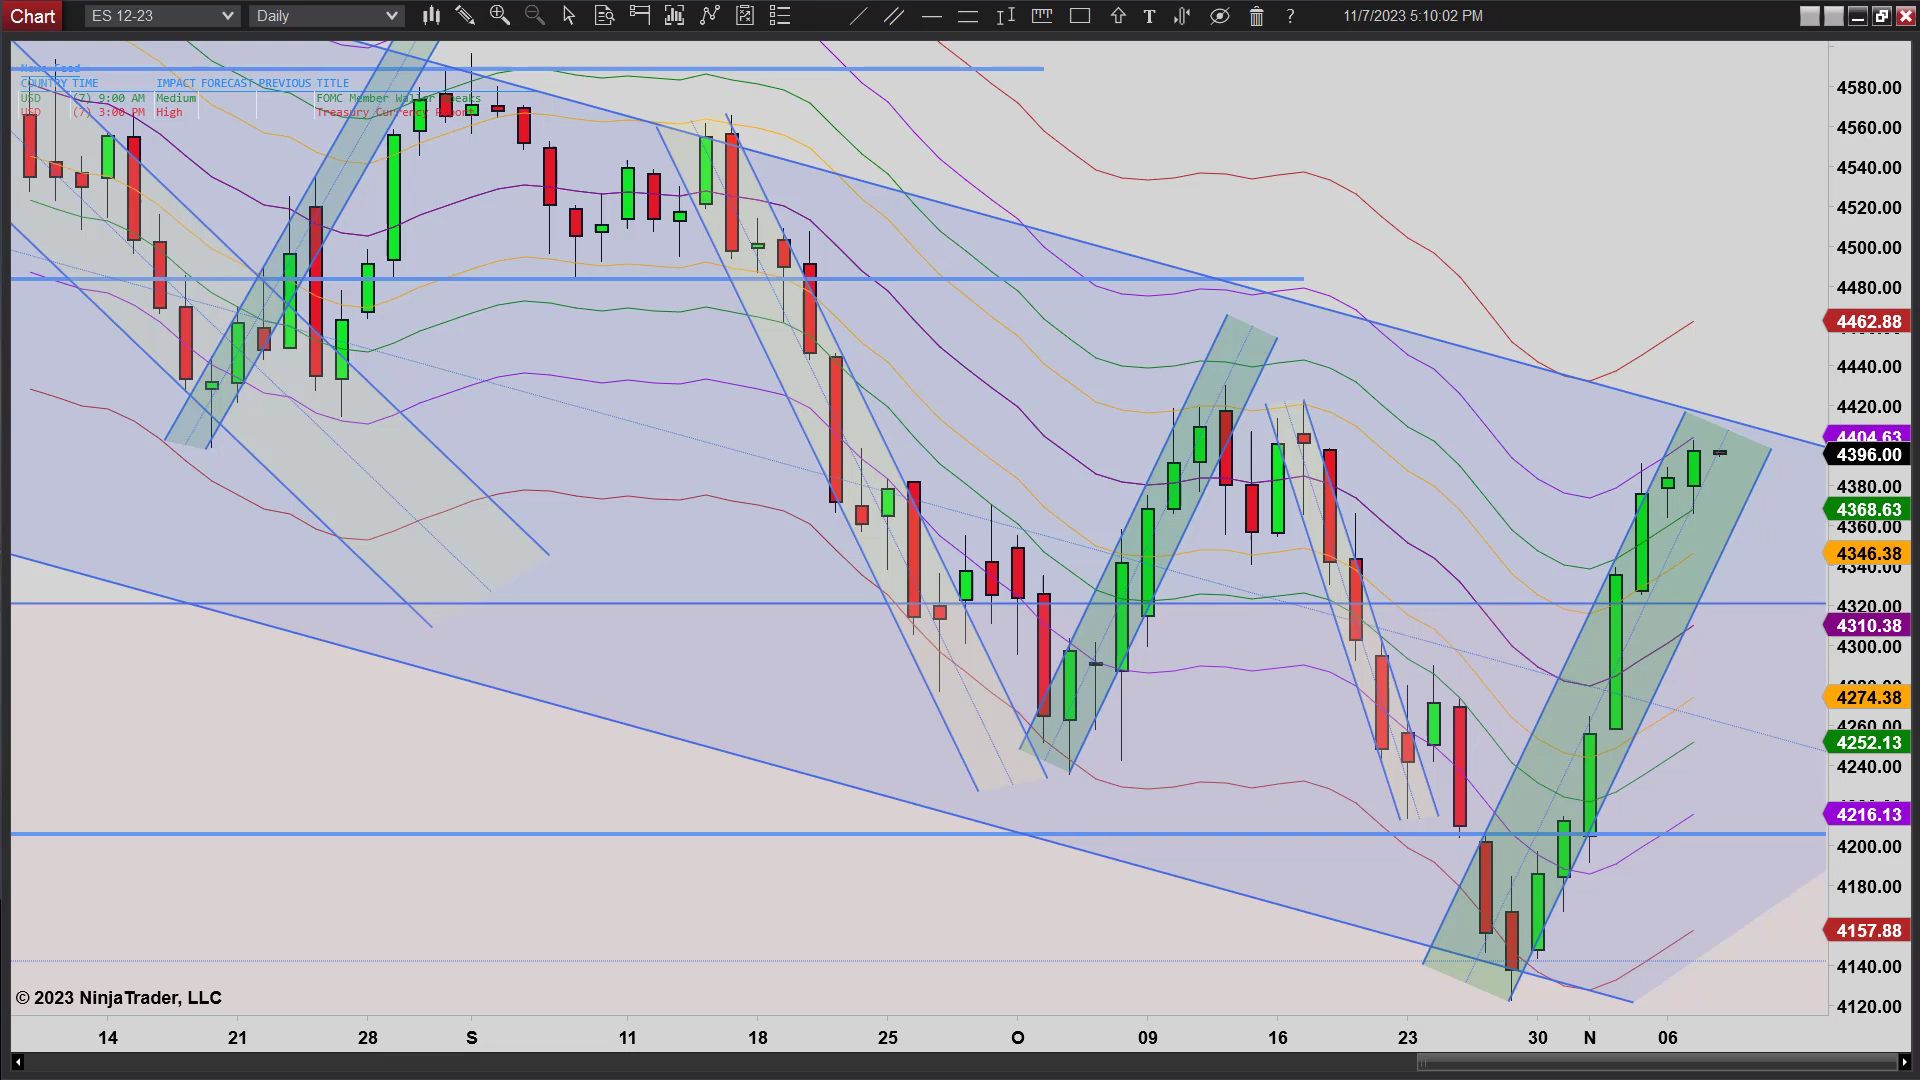 Chart
ES 12-23
Daily
11/7/2023 5:10:02 PM
News Feed
COUNTRY TIME IMPACT FORECAST PREVIOUS TITLE
USD (7) 9:00 AM Medium FOMC Member Waller Speaks
USD (7) 3:00 PM High Treasury Currency Report
4580.00
4560.00
4540.00
4520.00
4500.00
4480.00
4462.88
4440.00
4420.00
4404.63
4396.00
4380.00
4368.63
4360.00
4346.38
4340.00
4320.00
4310.38
4300.00
4274.38
4260.00
4252.13
4240.00
4216.13
4200.00
4180.00
4157.88
4140.00
4120.00
© 2023 NinjaTrader, LLC
14 21 28 S 11 18 25 O 09 16 23 30 N 06